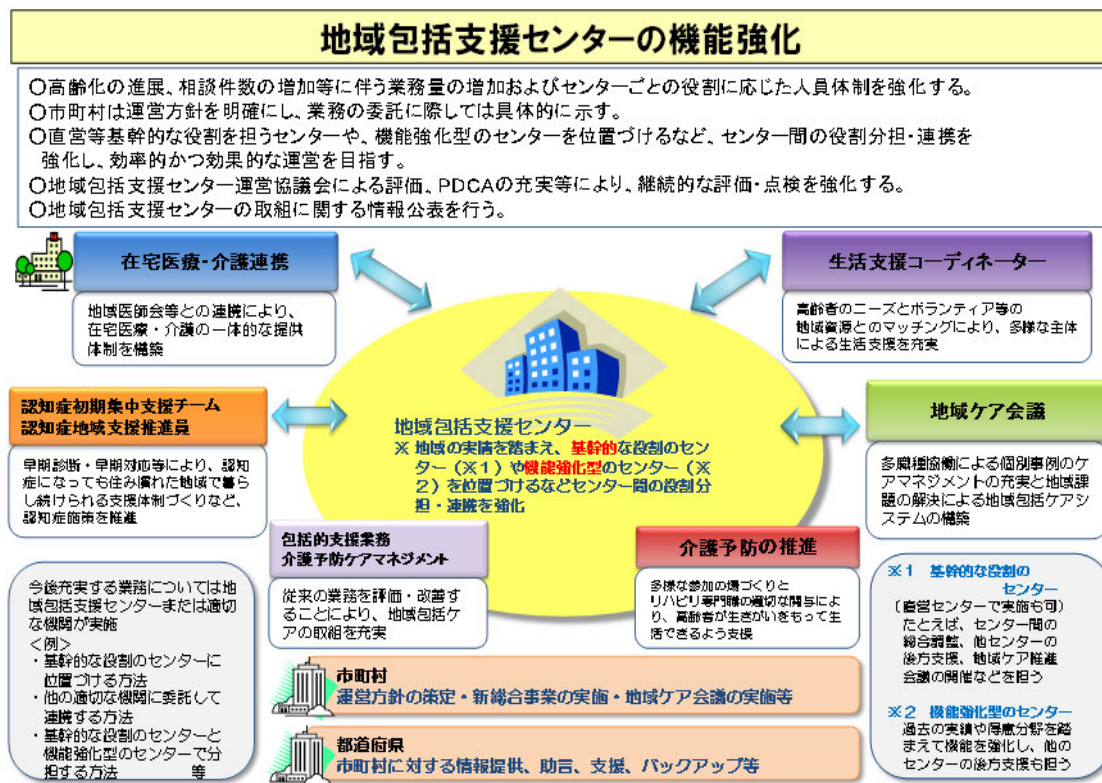 地域包括支援センターの機能強化
○高齢化の進展、相談件数の増加等に伴う業務量の増加およびセンターごとの役割に応じた人員体制を強化する。
○市町村は運営方針を明確にし、業務の委託に際しては具体的に示す。
○直営等基幹的な役割を担うセンターや、機能強化型のセンターを位置づけるなど、センター間の役割分担・連携を
強化し、効率的かつ効果的な運営を目指す。
○地域包括支援センター運営協議会による評価、PDCAの充実等により、継続的な評価・点検を強化する。
○地域包括支援センターの取組に関する情報公表を行う。
在宅医療・介護連携
地域医師会等との連携により、
在宅医療・介護の一体的な提供
体制を構築
生活支援コーディネーター
高齢者のニーズとボランティア等の
地域資源とのマッチングにより、多様な主体
による生活支援を充実
認知症初期集中支援チーム
認知症地域支援推進員
早期診断・早期対応等により、認知
症になっても住み慣れた地域で暮ら
し続けられる支援体制づくりなど、
認知症施策を推進
地域包括支援センター
※ 地域の実情を踏まえ、基幹的な役割のセン
ター（※１）や機能強化型のセンター（※
２）を位置づけるなどセンター間の役割分
担・連携を強化
地域ケア会議
多職種協働による個別事例のケ
アマネジメントの充実と地域課
題の解決による地域包括ケアシ
ステムの構築
包括的支援業務
介護予防ケアマネジメント
従来の業務を評価・改善す
ることにより、地域包括ケ
アの取組を充実
介護予防の推進
多様な参加の場づくりと
リハビリ専門職の適切な関与によ
り、高齢者が生きがいをもって生
活できるよう支援
今後充実する業務については地
域包括支援センターまたは適切
な機関が実施
＜例＞
・基幹的な役割のセンターに
位置づける方法
・他の適切な機関に委託して
連携する方法
・基幹的な役割のセンターと
機能強化型のセンターで分
担する方法 等
市町村
運営方針の策定・新総合事業の実施・地域ケア会議の実施等
都道府県
市町村に対する情報提供、助言、支援、バックアップ等
※１ 基幹的な役割の
センター
（直営センターで実施も可）
たとえば、センター間の
総合調整、他センターの
後方支援、地域ケア推進
会議の開催などを担う
※２ 機能強化型のセンター
過去の実績や得意分野を踏
まえて機能を強化し、他の
センターの後方支援も担う